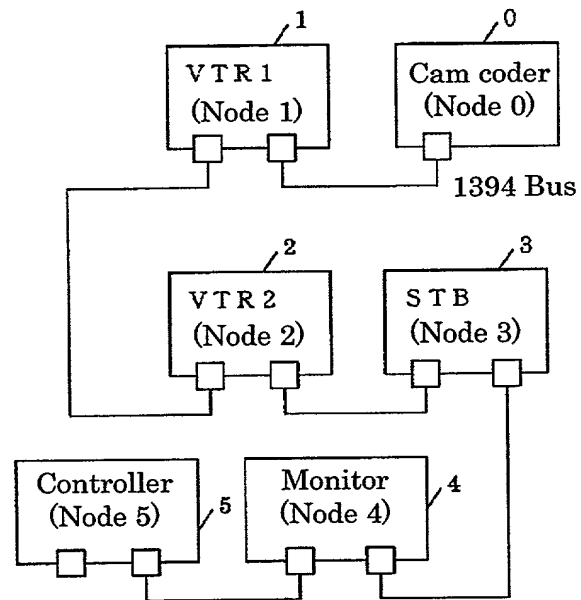 1
VTR1
(Node 1)
0
Cam coder
(Node 0)
1394 Bus
2
VTR2
(Node 2)
3
STB
(Node 3)
Controller
(Node 5)
5
Monitor
(Node 4)
4